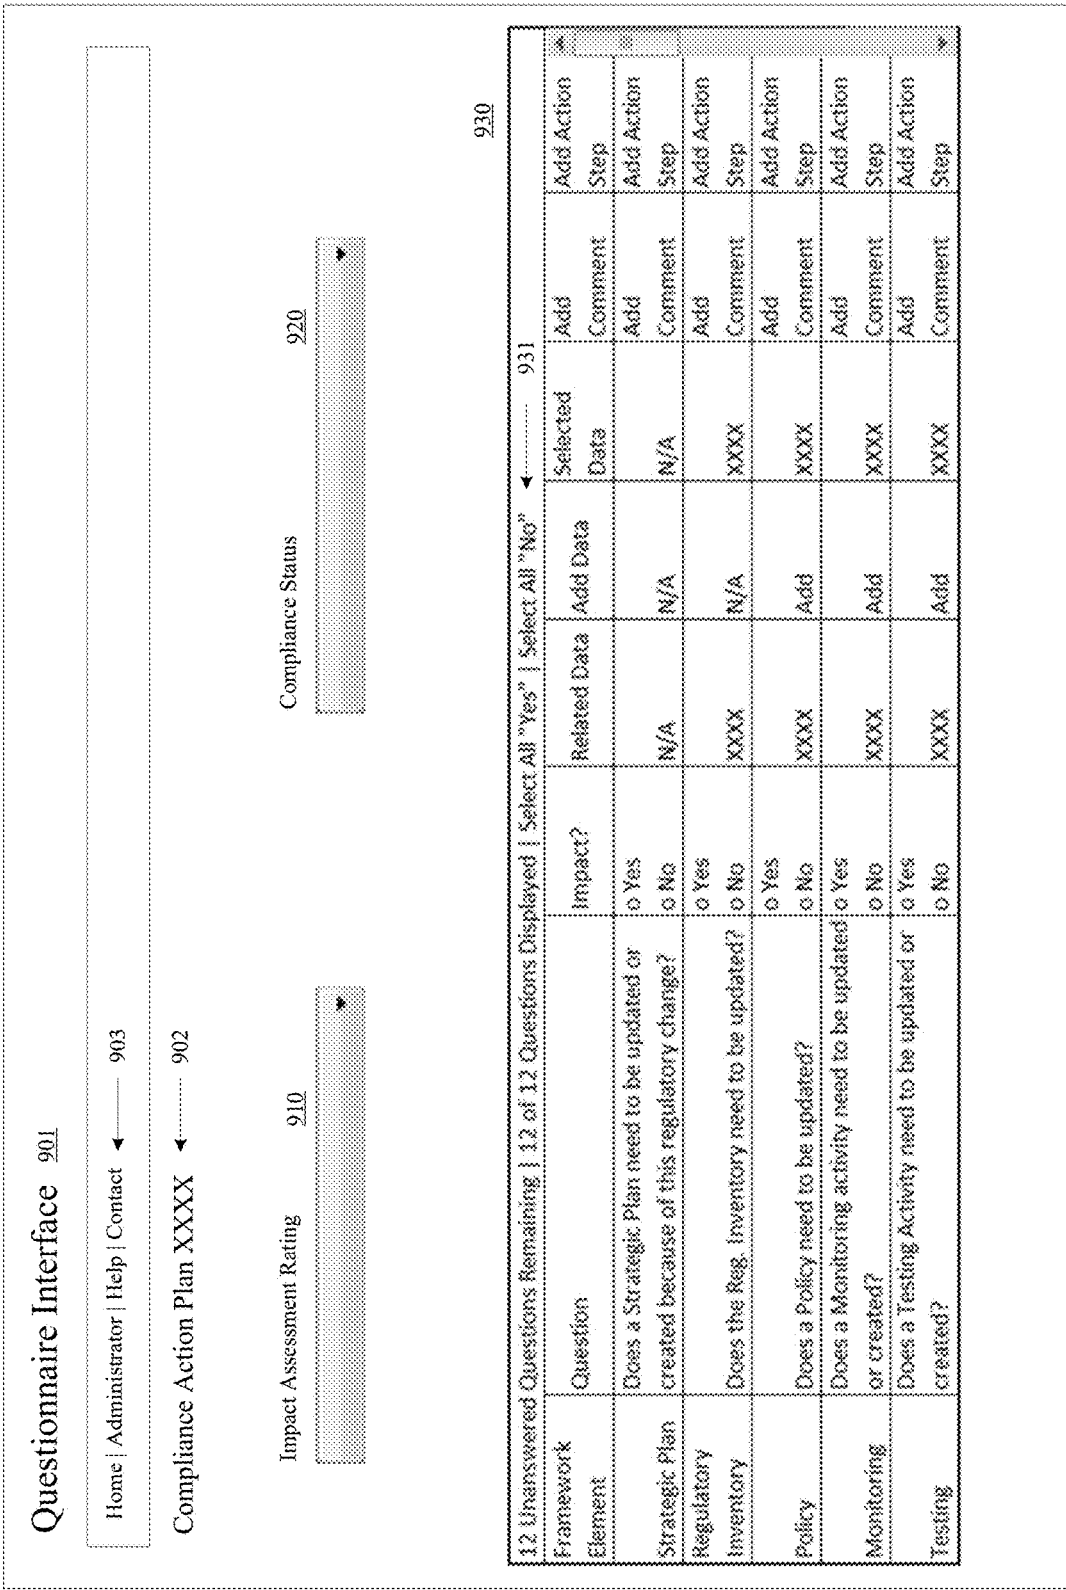 Questionnaire Interface 901
Home | Administrator | Help | Contact 903
Compliance Action Plan XXXX 902
Impact Assessment Rating 910
Compliance Status 920
930
12 Unanswered Questions Remaining | 12 of 12 Questions Displayed | Select All "Yes" | Select All "No" 931
Framework Element Question Impact? Related Data Add Data Selected Data Add Comment Add Action Step
Strategic Plan Does a Strategic Plan need to be updated or created because of this regulatory change? o Yes o No N/A N/A N/A Add Comment Add Action Step
Regulatory Inventory Does the Reg. Inventory need to be updated? o Yes o No XXXX N/A XXXX Add Comment Add Action Step
Policy Does a Policy need to be updated? o Yes o No XXXX Add XXXX Add Comment Add Action Step
Monitoring Does a Monitoring activity need to be updated or created? o Yes o No XXXX Add XXXX Add Comment Add Action Step
Testing Does a Testing Activity need to be updated or created? o Yes o No XXXX Add XXXX Add Comment Add Action Step